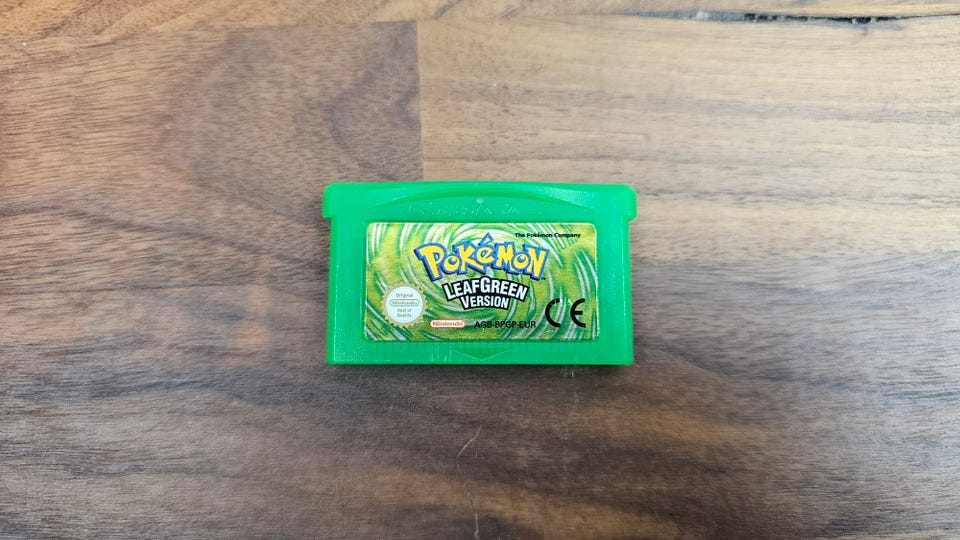 The Pokémon Company
POKéMON
LEAFGREEN
VERSION
Original
Nintendo
Seal of
Quality
Nintendo AGB-BPGP-EUR CE